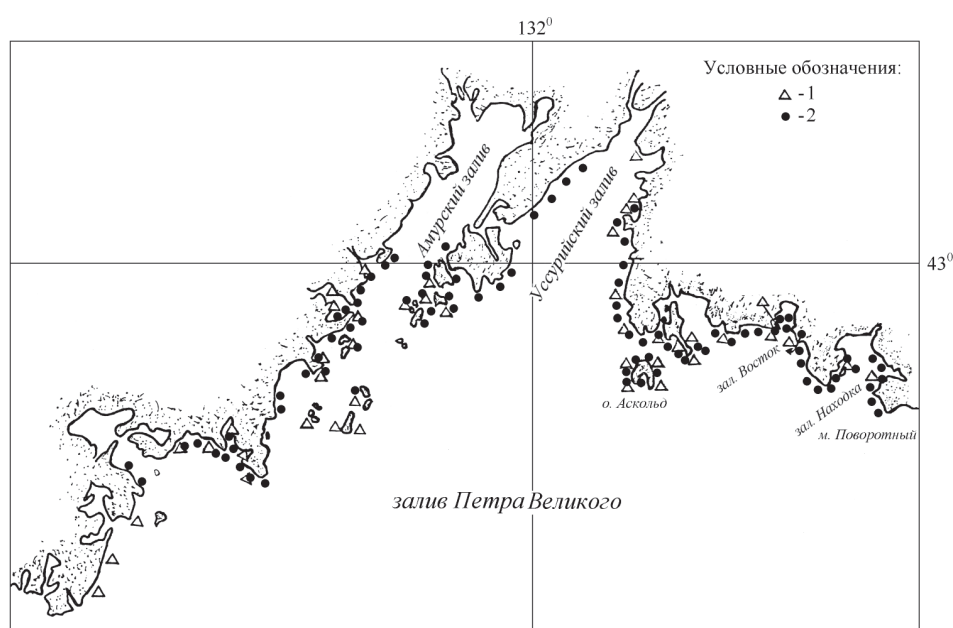 132⁰
Условные обозначения:
-1
-2
Амурский залив
Уссурийский залив
43⁰
зал. Восток
о. Аскольд
зал. Находка
м. Поворотный
залив Петра Великого